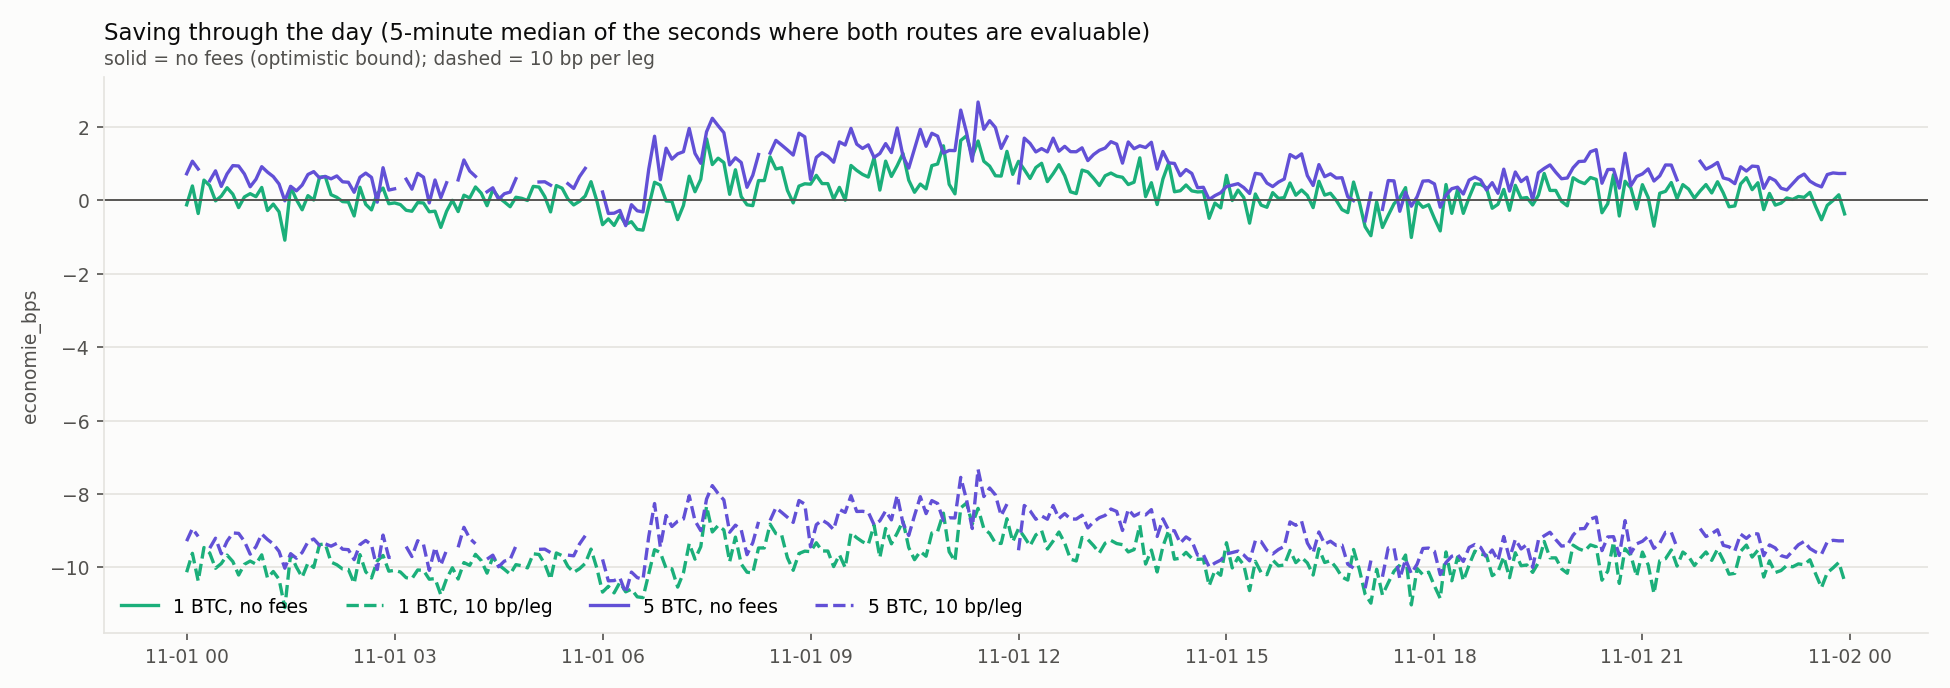 Saving through the day (5-minute median of the seconds where both routes are evaluable)
solid = no fees (optimistic bound); dashed = 10 bp per leg
economie_bps
2
0
−2
−4
−6
−8
−10
1 BTC, no fees 1 BTC, 10 bp/leg 5 BTC, no fees 5 BTC, 10 bp/leg
11-01 00 11-01 03 11-01 06 11-01 09 11-01 12 11-01 15 11-01 18 11-01 21 11-02 00